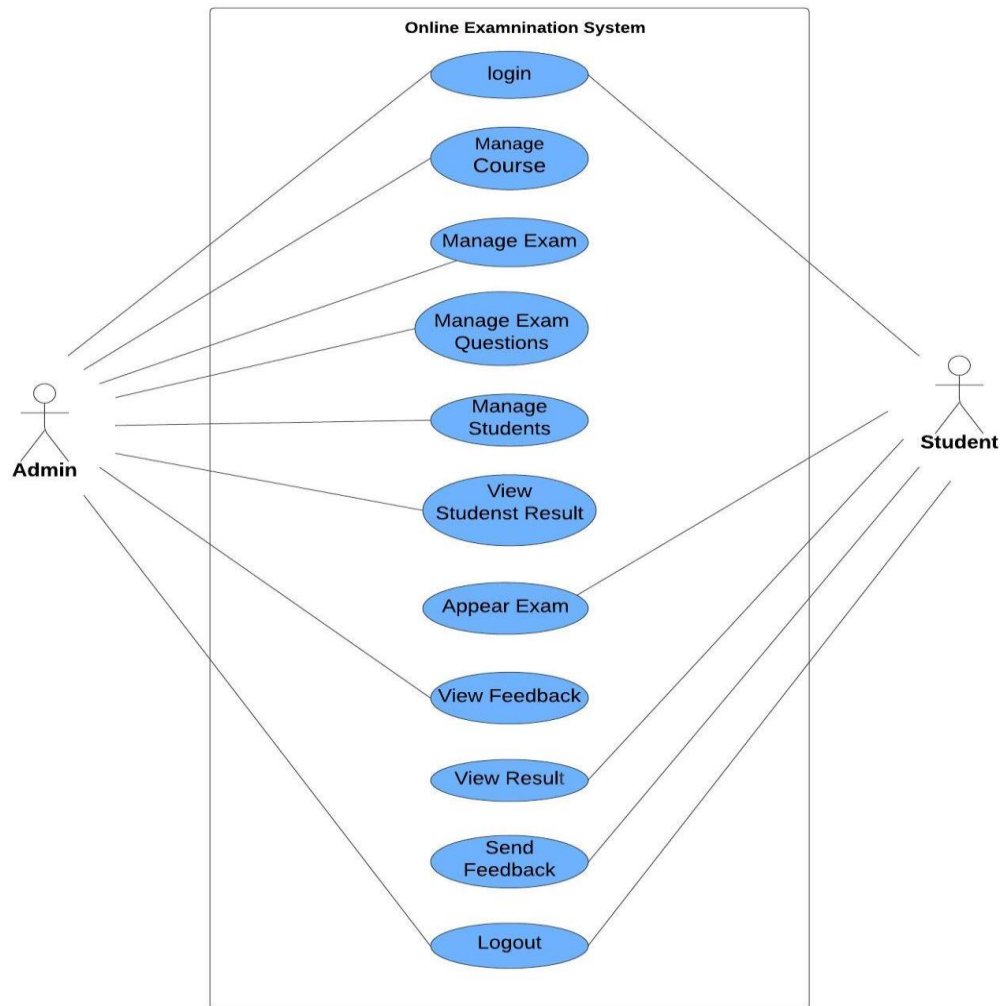 Online Examnination System
login
Manage
Course
Manage Exam
Manage Exam
Questions
Manage
Students
View
Studenst Result
Appear Exam
View Feedback
View Result
Send
Feedback
Logout
Admin
Student